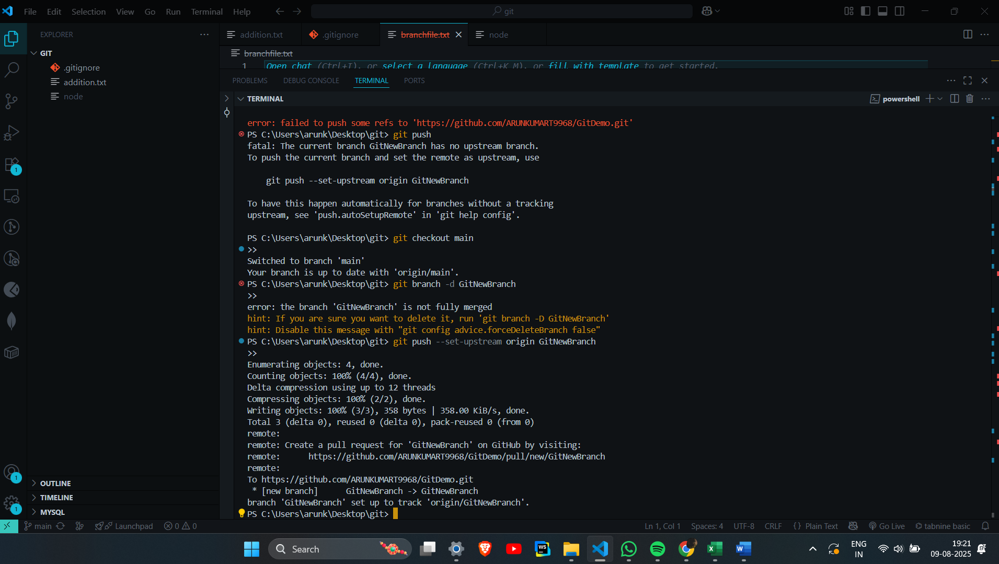 File Edit Selection View Go Run Terminal Help
git
EXPLORER
GIT
.gitignore
addition.txt
node
addition.txt
.gitignore
branchfile.txt
node
branchfile.txt
1
Open chat (Ctrl+I), or select a language (Ctrl+K M), or fill with template to get started.
PROBLEMS DEBUG CONSOLE TERMINAL PORTS
TERMINAL
powershell
error: failed to push some refs to 'https://github.com/ARUNKUMART9968/GitDemo.git'
PS C:\Users\arunk\Desktop\git> git push
fatal: The current branch GitNewBranch has no upstream branch.
To push the current branch and set the remote as upstream, use
git push --set-upstream origin GitNewBranch
To have this happen automatically for branches without a tracking
upstream, see 'push.autoSetupRemote' in 'git help config'.
PS C:\Users\arunk\Desktop\git> git checkout main
>>
Switched to branch 'main'
Your branch is up to date with 'origin/main'.
PS C:\Users\arunk\Desktop\git> git branch -d GitNewBranch
>>
error: the branch 'GitNewBranch' is not fully merged
hint: If you are sure you want to delete it, run 'git branch -D GitNewBranch'
hint: Disable this message with "git config advice.forceDeleteBranch false"
PS C:\Users\arunk\Desktop\git> git push --set-upstream origin GitNewBranch
>>
Enumerating objects: 4, done.
Counting objects: 100% (4/4), done.
Delta compression using up to 12 threads
Compressing objects: 100% (2/2), done.
Writing objects: 100% (3/3), 358 bytes | 358.00 KiB/s, done.
Total 3 (delta 0), reused 0 (delta 0), pack-reused 0 (from 0)
remote:
remote: Create a pull request for 'GitNewBranch' on GitHub by visiting:
remote:      https://github.com/ARUNKUMART9968/GitDemo/pull/new/GitNewBranch
remote:
To https://github.com/ARUNKUMART9968/GitDemo.git
* [new branch]      GitNewBranch -> GitNewBranch
branch 'GitNewBranch' set up to track 'origin/GitNewBranch'.
PS C:\Users\arunk\Desktop\git>
1
1
1
OUTLINE
TIMELINE
MYSQL
main Launchpad 0 0
Ln 1, Col 1 Spaces: 4 UTF-8 CRLF {} Plain Text Go Live tabnine basic
Search
WS
ENG
IN
19:21
09-08-2025